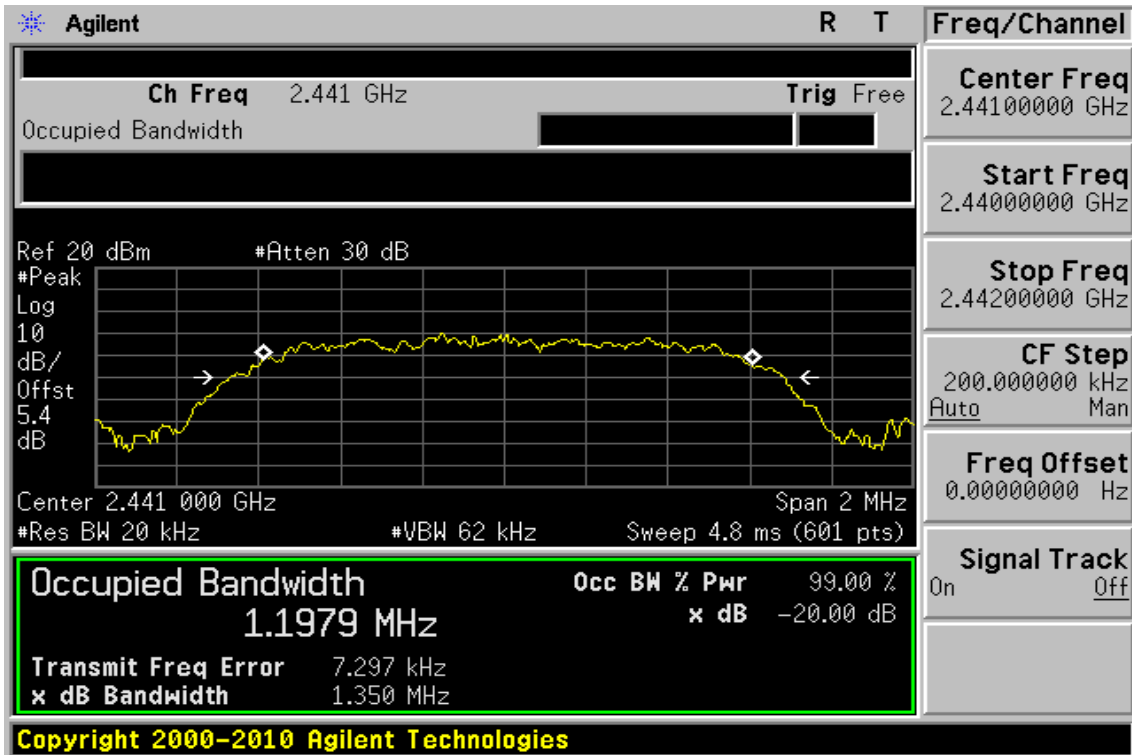 Agilent R T
Ch Freq 2.441 GHz Trig Free
Occupied Bandwidth
Ref 20 dBm #Atten 30 dB
#Peak
Log
10
dB/
Offst
5.4
dB
Center 2.441 000 GHz Span 2 MHz
#Res BW 20 kHz #VBW 62 kHz Sweep 4.8 ms (601 pts)
Occupied Bandwidth
1.1979 MHz
Occ BW % Pwr 99.00 %
x dB -20.00 dB
Transmit Freq Error 7.297 kHz
x dB Bandwidth 1.350 MHz
Copyright 2000-2010 Agilent Technologies
Freq/Channel
Center Freq
2.44100000 GHz
Start Freq
2.44000000 GHz
Stop Freq
2.44200000 GHz
CF Step
200.000000 kHz
Auto Man
Freq Offset
0.00000000 Hz
Signal Track
On Off